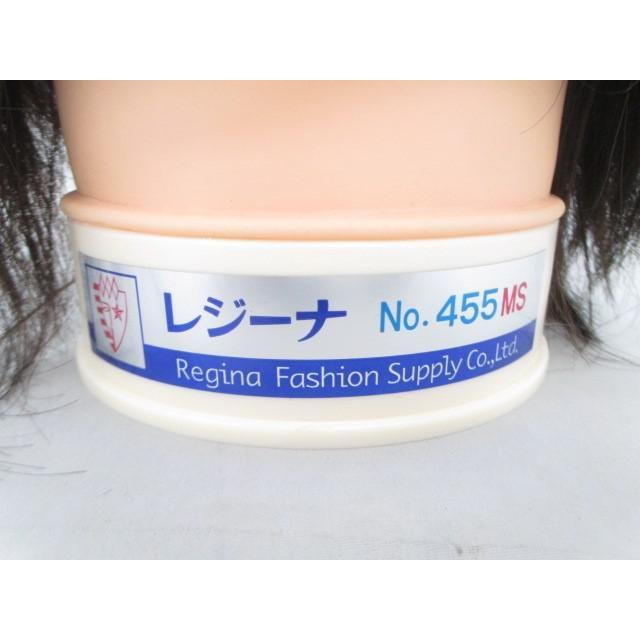 レジーナ No. 455MS
Regina Fashion Supply Co.,Ltd.